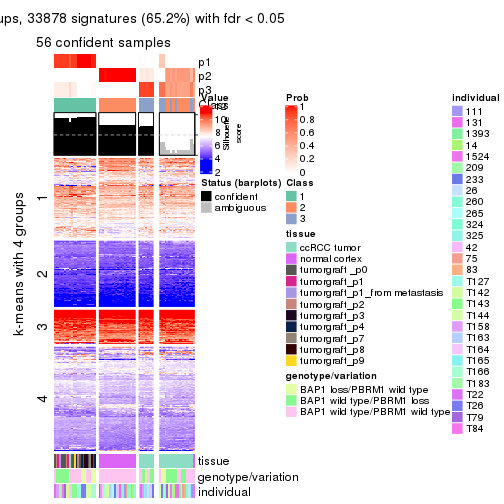 ups, 33878 signatures (65.2%) with fdr < 0.05
56 confident samples
p1
p2
p3
Class
1
2
3
4
k-means with 4 groups
tissue
genotype/variation
individual
Value
10
8
6
4
2
Silhouette
score
Status (barplots)
confident
ambiguous
Prob
1
0.8
0.6
0.4
0.2
0
Class
1
2
3
tissue
ccRCC tumor
normal cortex
tumorgraft _p0
tumorgraft_p1
tumorgraft_p1_from metastasis
tumorgraft_p2
tumorgraft_p3
tumorgraft_p4
tumorgraft_p7
tumorgraft_p8
tumorgraft_p9
genotype/variation
BAP1 loss/PBRM1 wild type
BAP1 wild type/PBRM1 loss
BAP1 wild type/PBRM1 wild type
individual
111
131
1393
14
1524
209
233
26
260
265
324
325
42
75
83
T127
T142
T143
T144
T158
T163
T164
T165
T166
T183
T22
T26
T79
T84